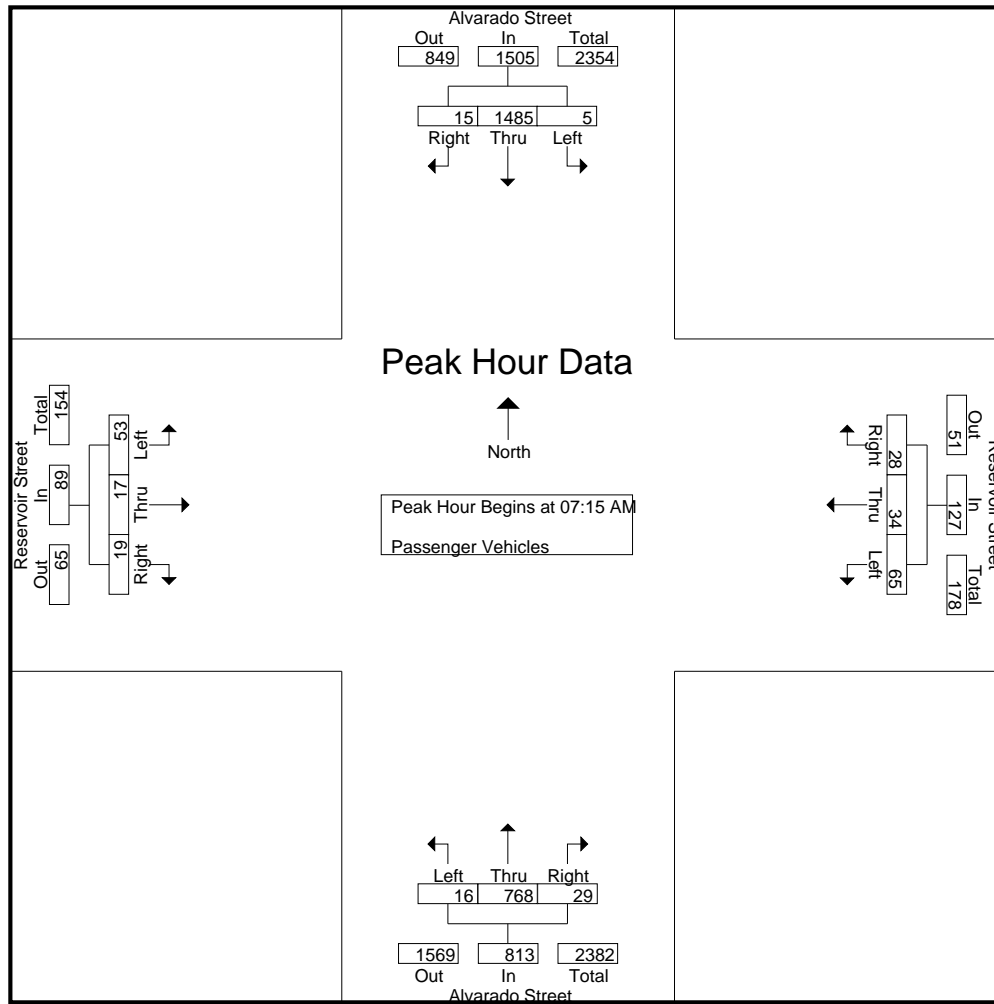 Alvarado Street
Out In Total
849 1505 2354
15 1485 5
Right Thru Left
Peak Hour Data
North
Peak Hour Begins at 07:15 AM
Passenger Vehicles
Reservoir Street
Total In Out
154 89 65
53 17 19
Left Thru Right
Right Thru Left
28 34 65
51 127 178
Out In Total
Reservoir Street
Left Thru Right
16 768 29
1569 813 2382
Out In Total
Alvarado Street